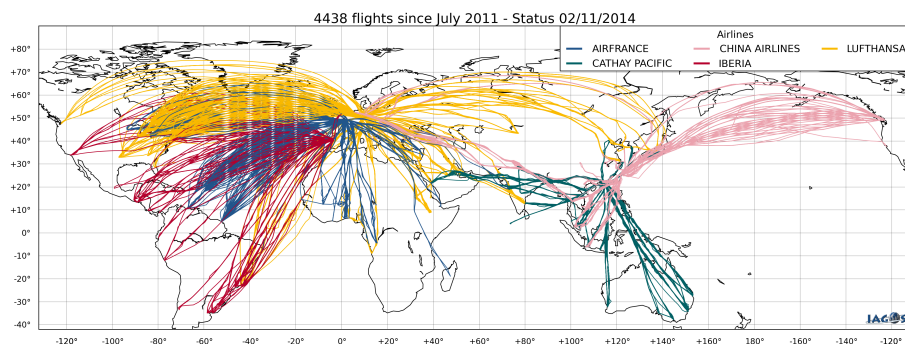 4438 flights since July 2011 - Status 02/11/2014
Airlines
AIRFRANCE CHINA AIRLINES LUFTHANSA
CATHAY PACIFIC IBERIA
+80°
+70°
+60°
+50°
+40°
+30°
+20°
+10°
0°
-10°
-20°
-30°
-40°
IAGOS
-120° -100° -80° -60° -40° -20° 0° +20° +40° +60° +80° +100° +120° +140° +160° -180° -160° -140° -120°